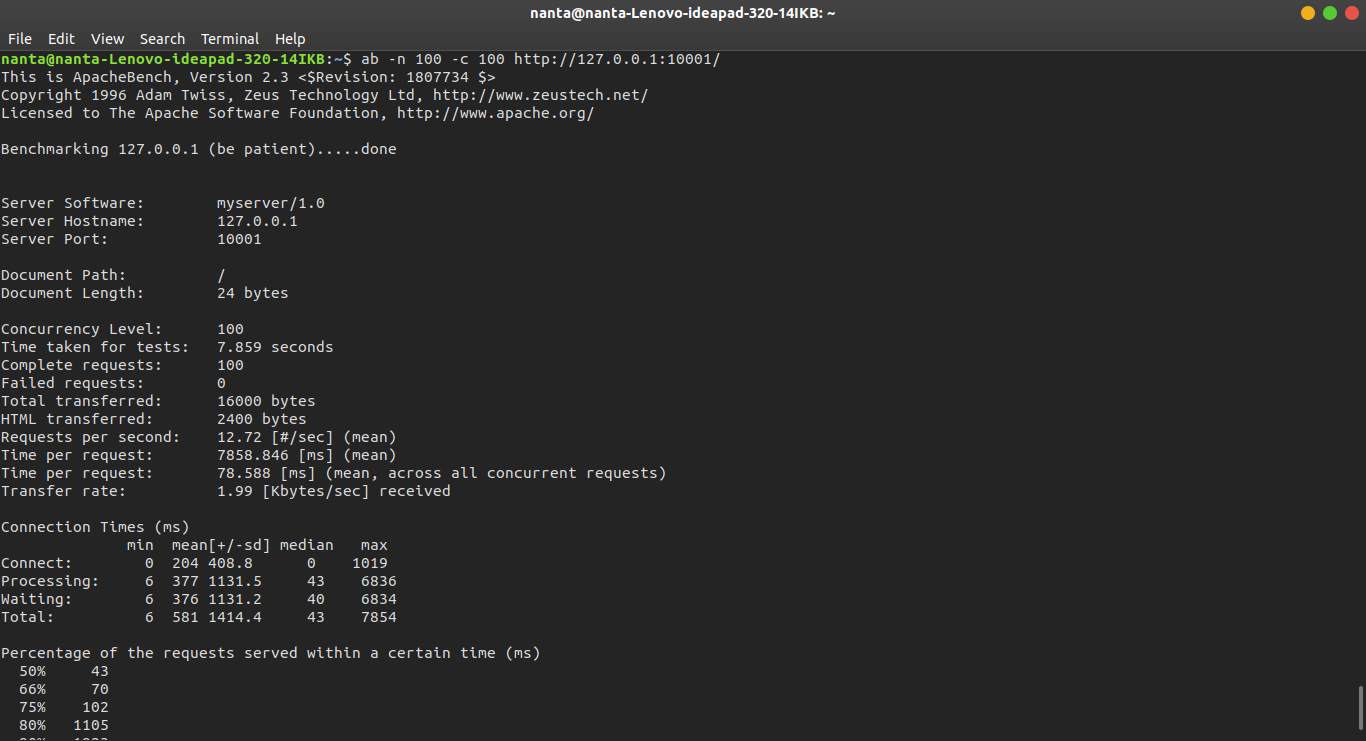 nanta@nanta-Lenovo-ideapad-320-14IKB: ~
File Edit View Search Terminal Help
nanta@nanta-Lenovo-ideapad-320-14IKB:~$ ab -n 100 -c 100 http://127.0.0.1:10001/
This is ApacheBench, Version 2.3 <$Revision: 1807734 $>
Copyright 1996 Adam Twiss, Zeus Technology Ltd, http://www.zeustech.net/
Licensed to The Apache Software Foundation, http://www.apache.org/

Benchmarking 127.0.0.1 (be patient).....done

Server Software:        myserver/1.0
Server Hostname:        127.0.0.1
Server Port:            10001

Document Path:          /
Document Length:        24 bytes

Concurrency Level:      100
Time taken for tests:   7.859 seconds
Complete requests:      100
Failed requests:        0
Total transferred:      16000 bytes
HTML transferred:       2400 bytes
Requests per second:    12.72 [#/sec] (mean)
Time per request:       7858.846 [ms] (mean)
Time per request:       78.588 [ms] (mean, across all concurrent requests)
Transfer rate:          1.99 [Kbytes/sec] received

Connection Times (ms)
              min  mean[+/-sd] median   max
Connect:        0  204 408.8      0    1019
Processing:     6  377 1131.5     43    6836
Waiting:        6  376 1131.2     40    6834
Total:          6  581 1414.4     43    7854

Percentage of the requests served within a certain time (ms)
  50%     43
  66%     70
  75%    102
  80%   1105